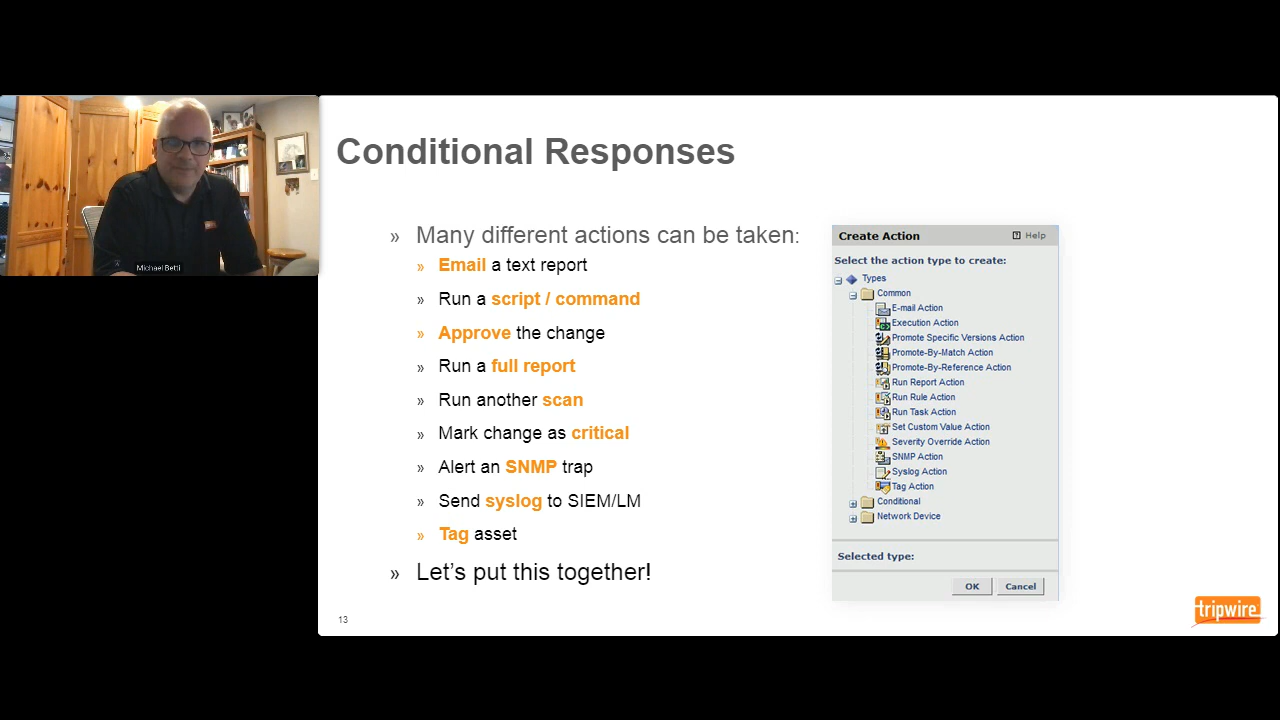 Michael Betti
Conditional Responses
» Many different actions can be taken:
» Email a text report
» Run a script / command
» Approve the change
» Run a full report
» Run another scan
» Mark change as critical
» Alert an SNMP trap
» Send syslog to SIEM/LM
» Tag asset
» Let's put this together!
13
Create Action
? Help
Select the action type to create:
Types
Common
E-mail Action
Execution Action
Promote Specific Versions Action
Promote-By-Match Action
Promote-By-Reference Action
Run Report Action
Run Rule Action
Run Task Action
Set Custom Value Action
Severity Override Action
SNMP Action
Syslog Action
Tag Action
Conditional
Network Device
Selected type:
OK Cancel
tripwire